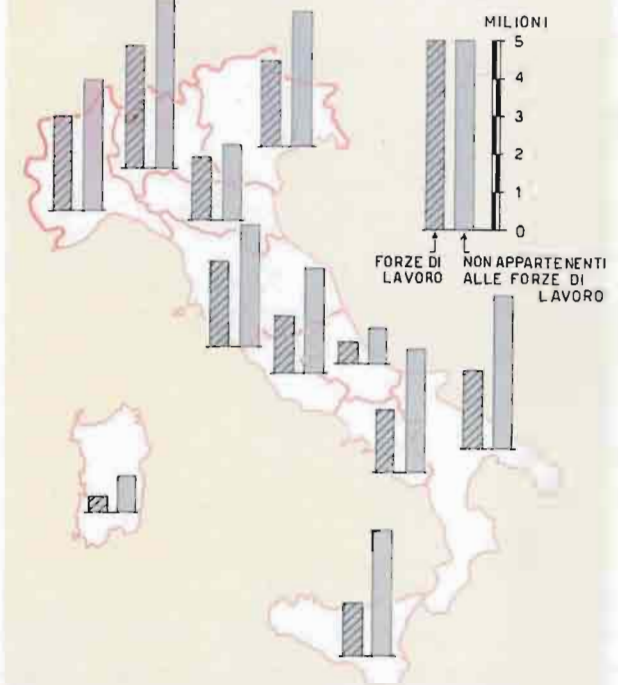 MILIONI
5
4
3
2
1
0
FORZE DI
LAVORO
NON APPARTENENTI
ALLE FORZE DI
LAVORO